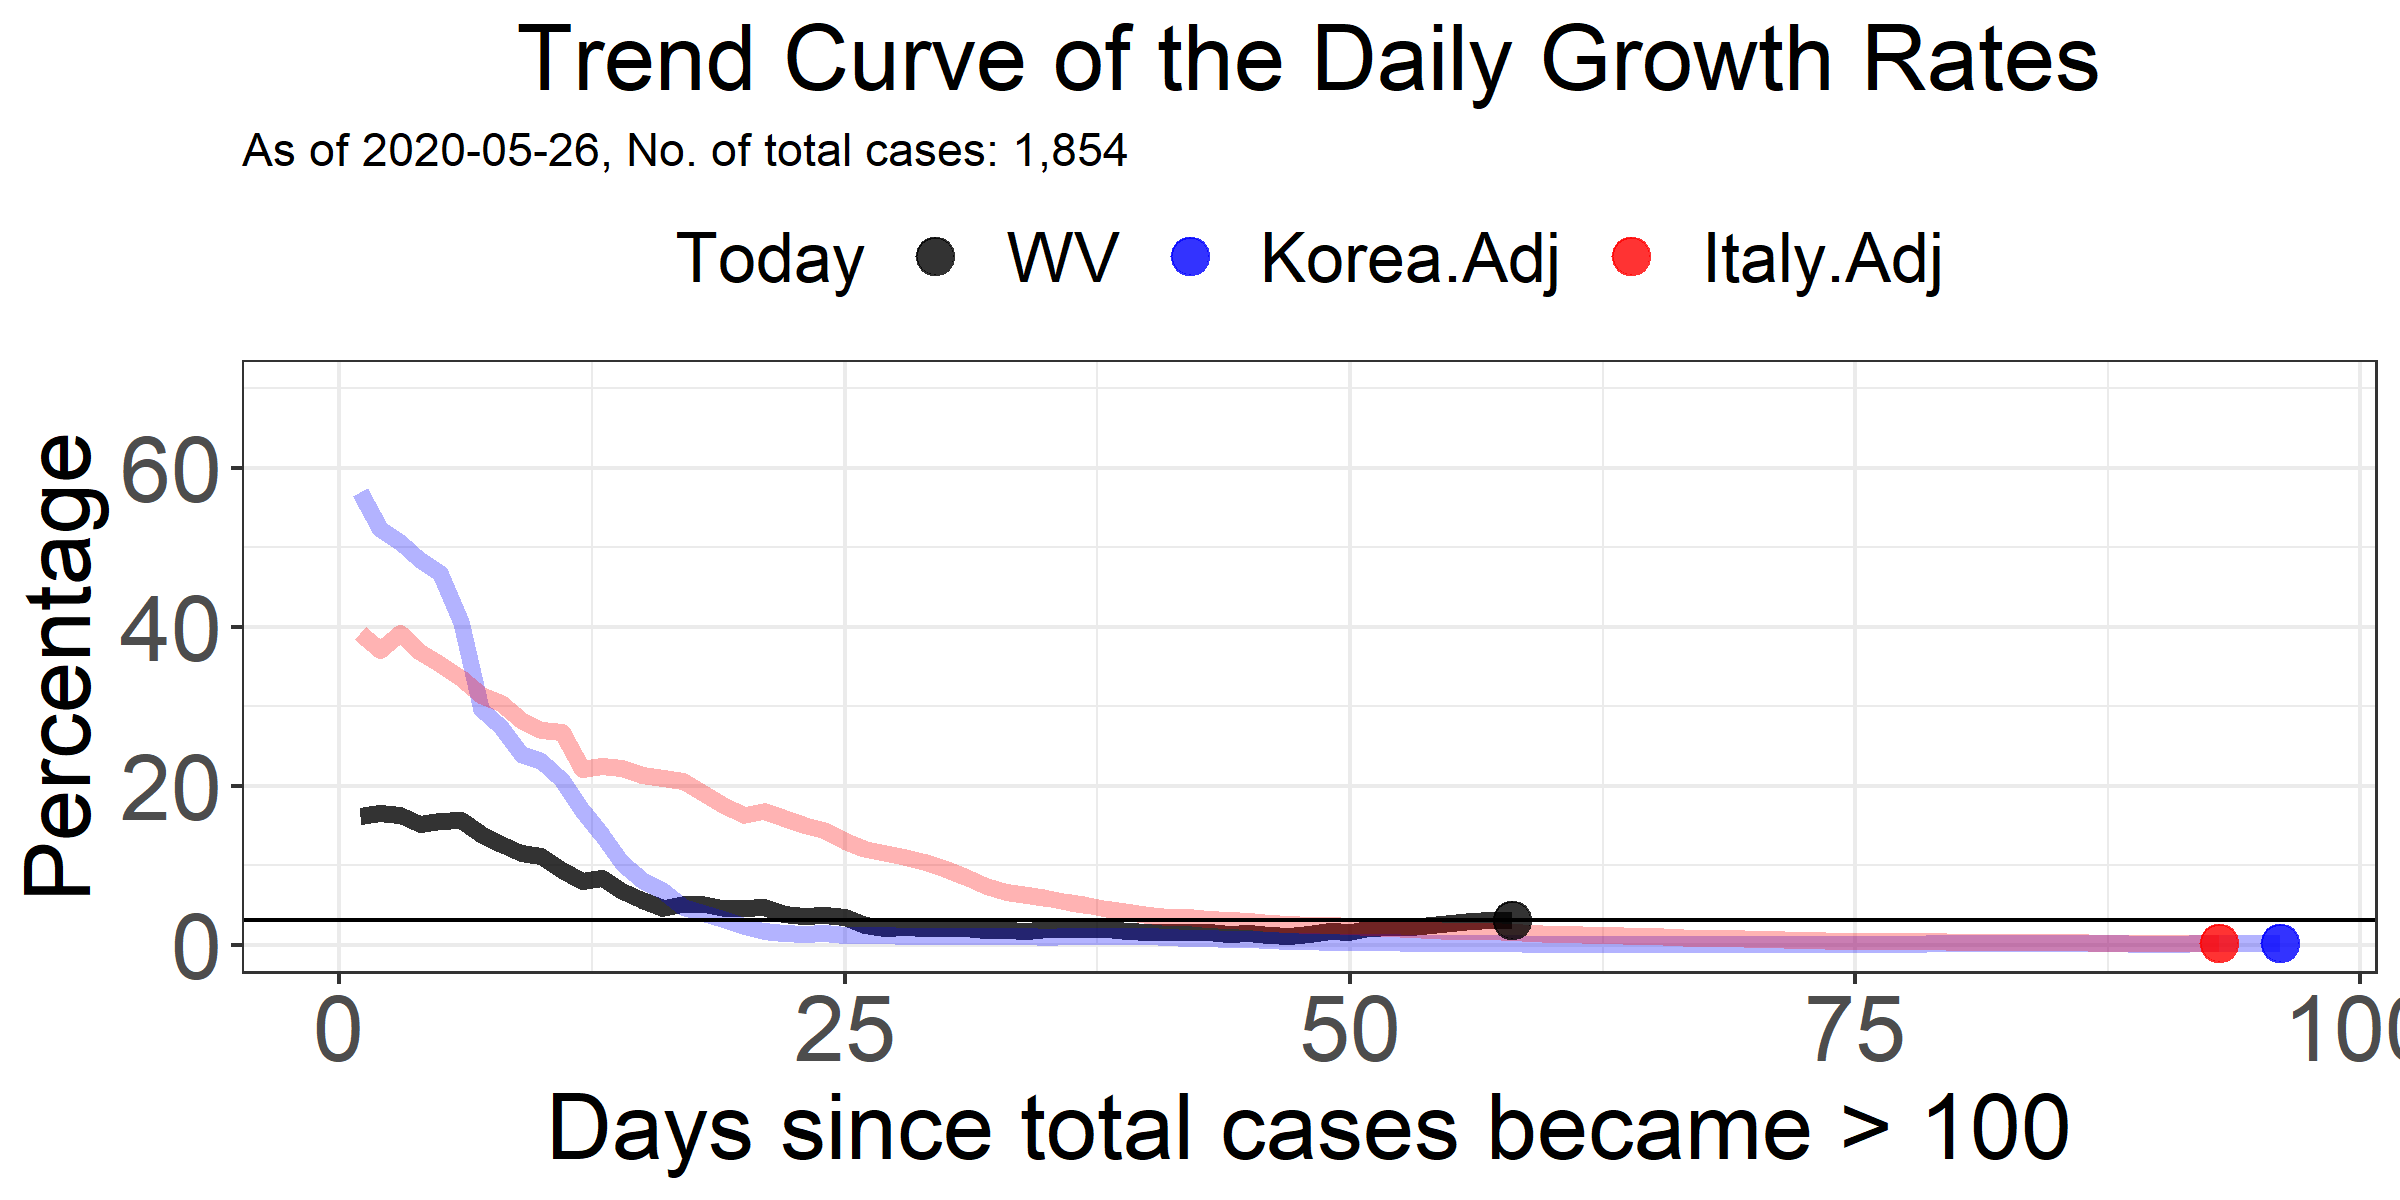 Trend Curve of the Daily Growth Rates
As of 2020-05-26, No. of total cases: 1,854
Today WV Korea.Adj Italy.Adj
Percentage
60
40
20
0
0 25 50 75 100
Days since total cases became > 100